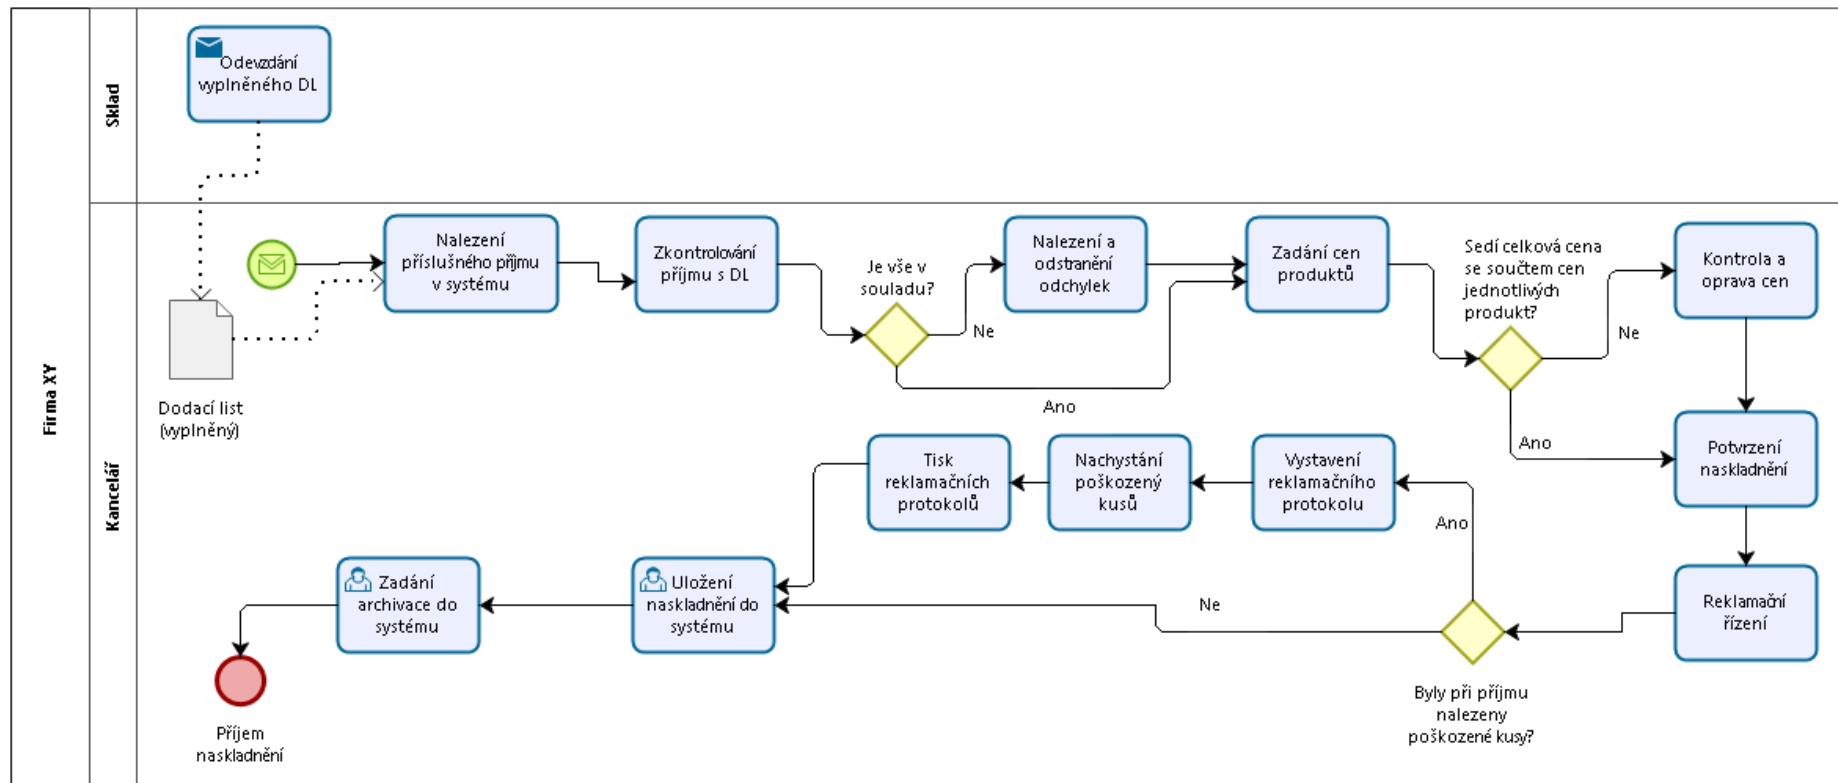 Firma XY
Sklad
Odevzdání
vyplněného DL
Kancelář
Dodací list
(vyplněný)
Nalezení
příslušného příjmu
v systému
Zkontrolování
příjmu s DL
Je vše v
souladu?
Ne
Ano
Nalezení a
odstranění
odchylek
Zadání cen
produktů
Sedí celková cena
se součtem cen
jednotlivých
produkt?
Ne
Ano
Kontrola a
oprava cen
Potvrzení
naskladnění
Reklamační
řízení
Byly při příjmu
nalezeny
poškozené kusy?
Ano
Ne
Vystavení
reklamačního
protokolu
Nachystání
poškozený
kusů
Tisk
reklamačních
protokolů
Uložení
naskladnění do
systému
Zadání
archivace do
systému
Příjem
naskladnění